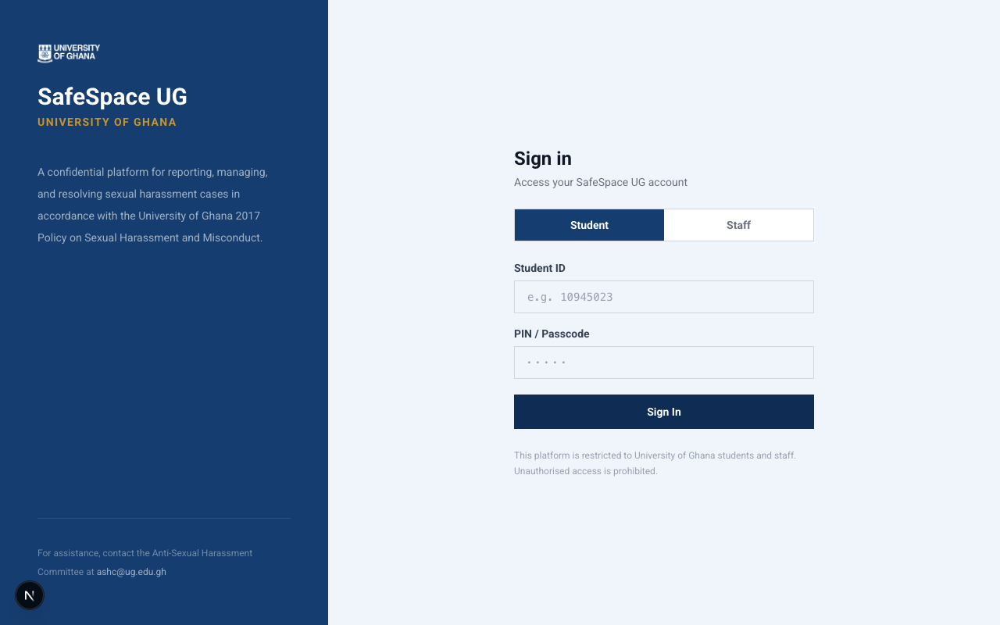 UNIVERSITY
OF GHANA
SafeSpace UG
UNIVERSITY OF GHANA
A confidential platform for reporting, managing,
and resolving sexual harassment cases in
accordance with the University of Ghana 2017
Policy on Sexual Harassment and Misconduct.
For assistance, contact the Anti-Sexual Harassment
Committee at ashc@ug.edu.gh
N
Sign in
Access your SafeSpace UG account
Student Staff
Student ID
e.g. 10945023
PIN / Passcode
•••••
Sign In
This platform is restricted to University of Ghana students and staff.
Unauthorised access is prohibited.